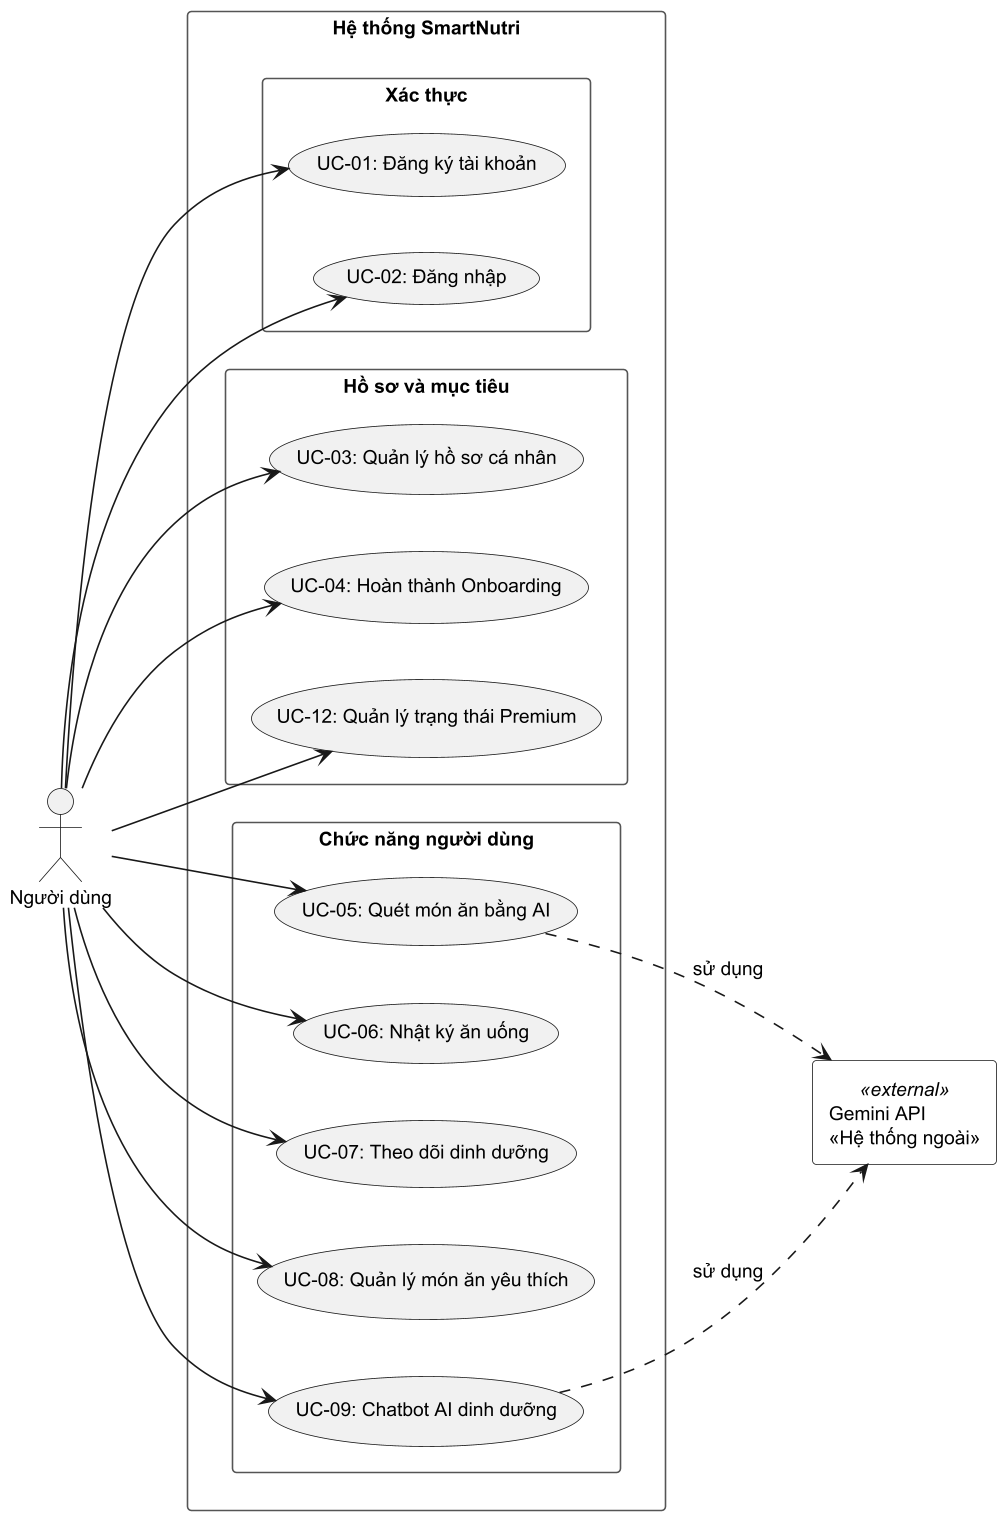 Hệ thống SmartNutri
Xác thực
UC-01: Đăng ký tài khoản
UC-02: Đăng nhập
Hồ sơ và mục tiêu
UC-03: Quản lý hồ sơ cá nhân
UC-04: Hoàn thành Onboarding
UC-12: Quản lý trạng thái Premium
Người dùng
Chức năng người dùng
UC-05: Quét món ăn bằng AI
sử dụng
UC-06: Nhật ký ăn uống
«external»
Gemini API
«Hệ thống ngoài»
UC-07: Theo dõi dinh dưỡng
UC-08: Quản lý món ăn yêu thích
sử dụng
UC-09: Chatbot AI dinh dưỡng